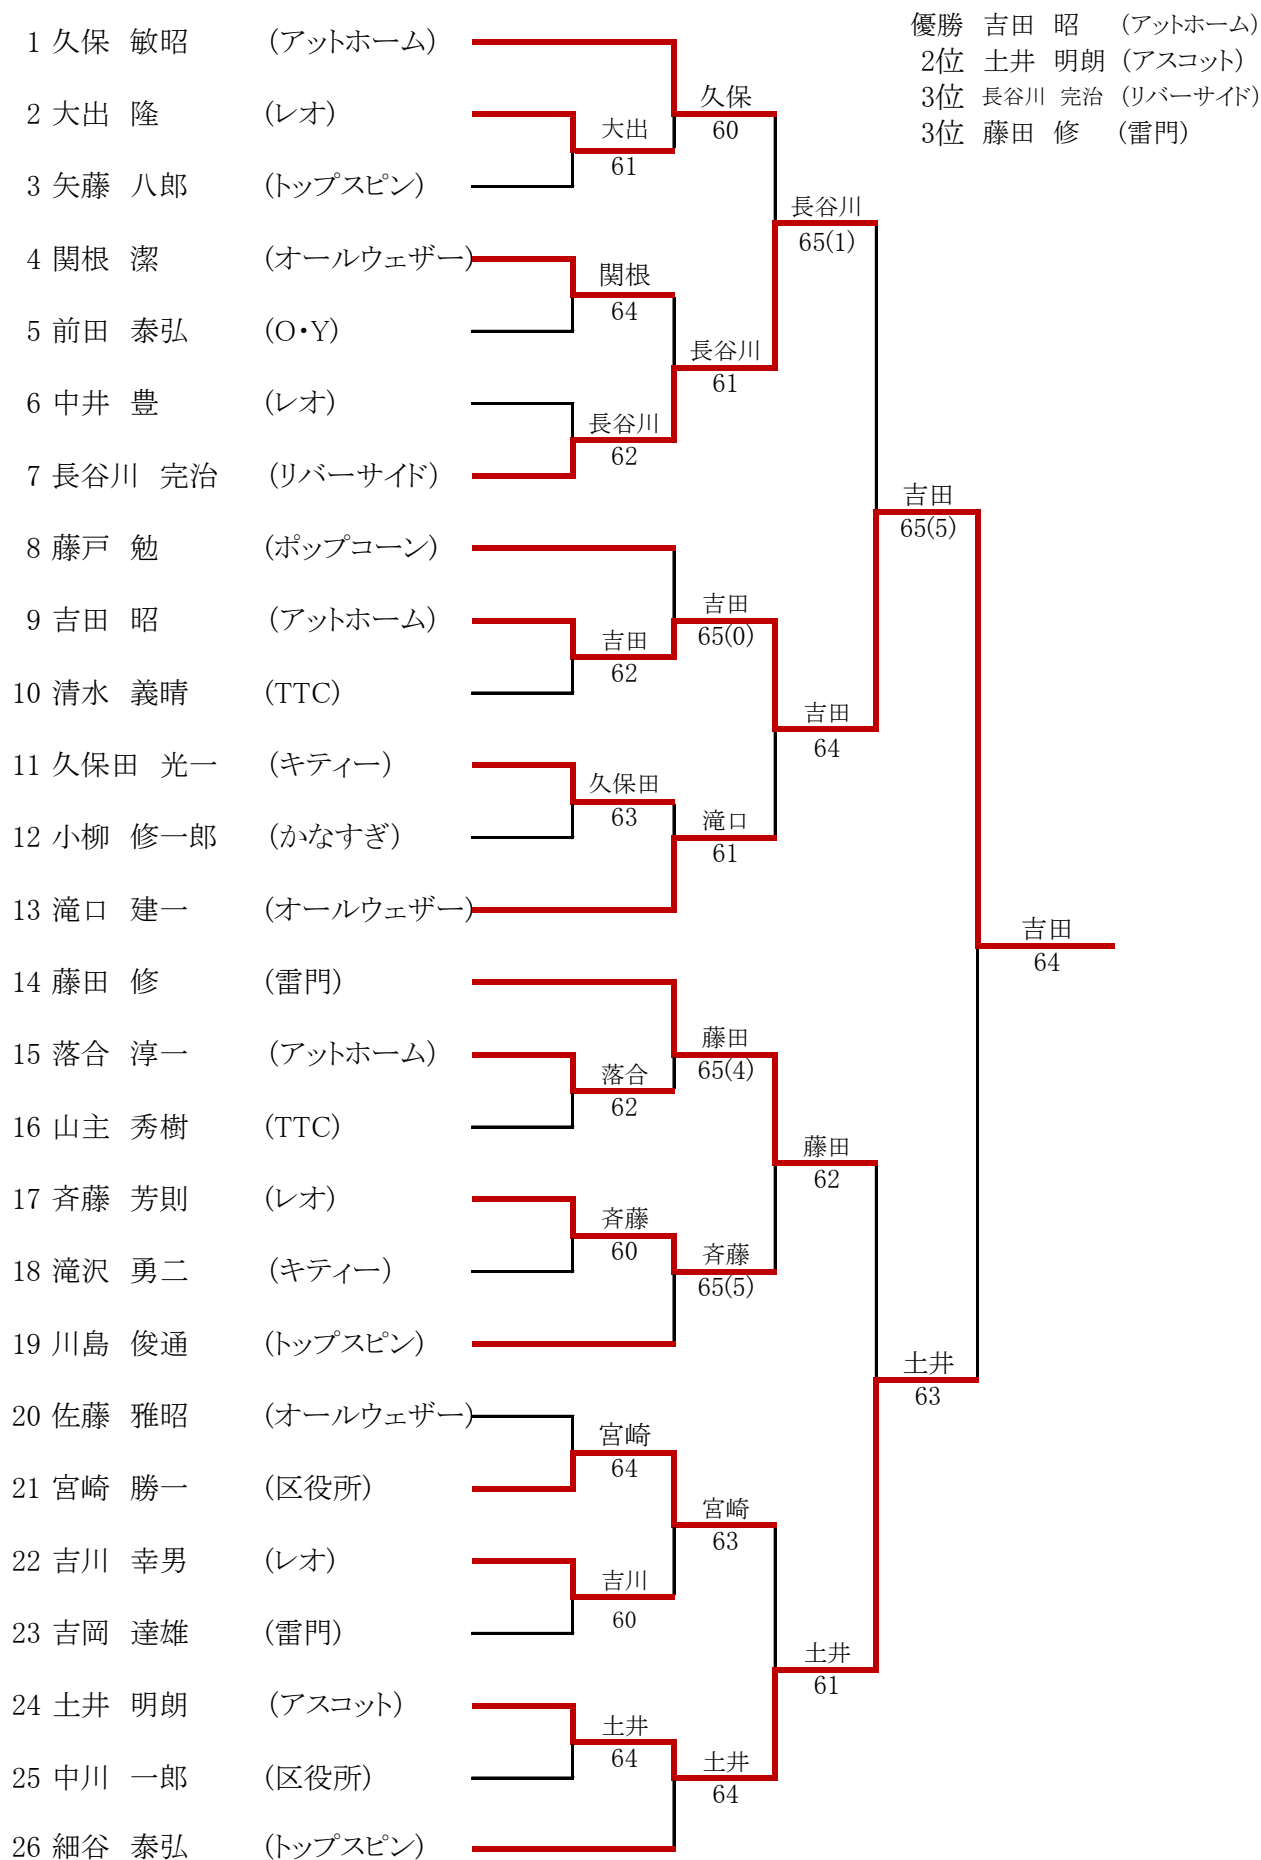 優勝 吉田 昭 (アットホーム)
2位 土井 明朗 (アスコット)
3位 長谷川 完治 (リバーサイド)
3位 藤田 修 (雷門)
1 久保 敏昭 (アットホーム)
2 大出 隆 (レオ)
3 矢藤 八郎 (トップスピン)
4 関根 潔 (オールウェザー)
5 前田 泰弘 (O・Y)
6 中井 豊 (レオ)
7 長谷川 完治 (リバーサイド)
8 藤戸 勉 (ポップコーン)
9 吉田 昭 (アットホーム)
10 清水 義晴 (TTC)
11 久保田 光一 (キティー)
12 小柳 修一郎 (かなすぎ)
13 滝口 建一 (オールウェザー)
14 藤田 修 (雷門)
15 落合 淳一 (アットホーム)
16 山主 秀樹 (TTC)
17 斉藤 芳則 (レオ)
18 滝沢 勇二 (キティー)
19 川島 俊通 (トップスピン)
20 佐藤 雅昭 (オールウェザー)
21 宮崎 勝一 (区役所)
22 吉川 幸男 (レオ)
23 吉岡 達雄 (雷門)
24 土井 明朗 (アスコット)
25 中川 一郎 (区役所)
26 細谷 泰弘 (トップスピン)
大出
61
関根
64
長谷川
62
吉田
62
久保田
63
落合
62
斉藤
60
宮崎
64
吉川
60
土井
64
久保
60
長谷川
61
吉田
65(0)
滝口
61
藤田
65(4)
斉藤
65(5)
宮崎
63
土井
64
長谷川
65(1)
吉田
64
藤田
62
土井
61
吉田
65(5)
土井
63
吉田
64